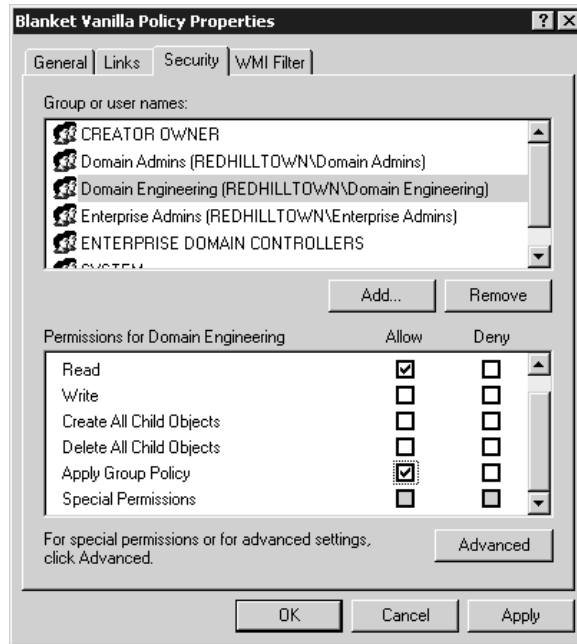 Blanket Vanilla Policy Properties
General Links Security WMI Filter
Group or user names:
CREATOR OWNER
Domain Admins (REDHILLTOWN\Domain Admins)
Domain Engineering (REDHILLTOWN\Domain Engineering)
Enterprise Admins (REDHILLTOWN\Enterprise Admins)
ENTERPRISE DOMAIN CONTROLLERS
SYSTEM
Add... Remove
Permissions for Domain Engineering Allow Deny
Read
Write
Create All Child Objects
Delete All Child Objects
Apply Group Policy
Special Permissions
For special permissions or for advanced settings,
click Advanced.
Advanced
OK Cancel Apply